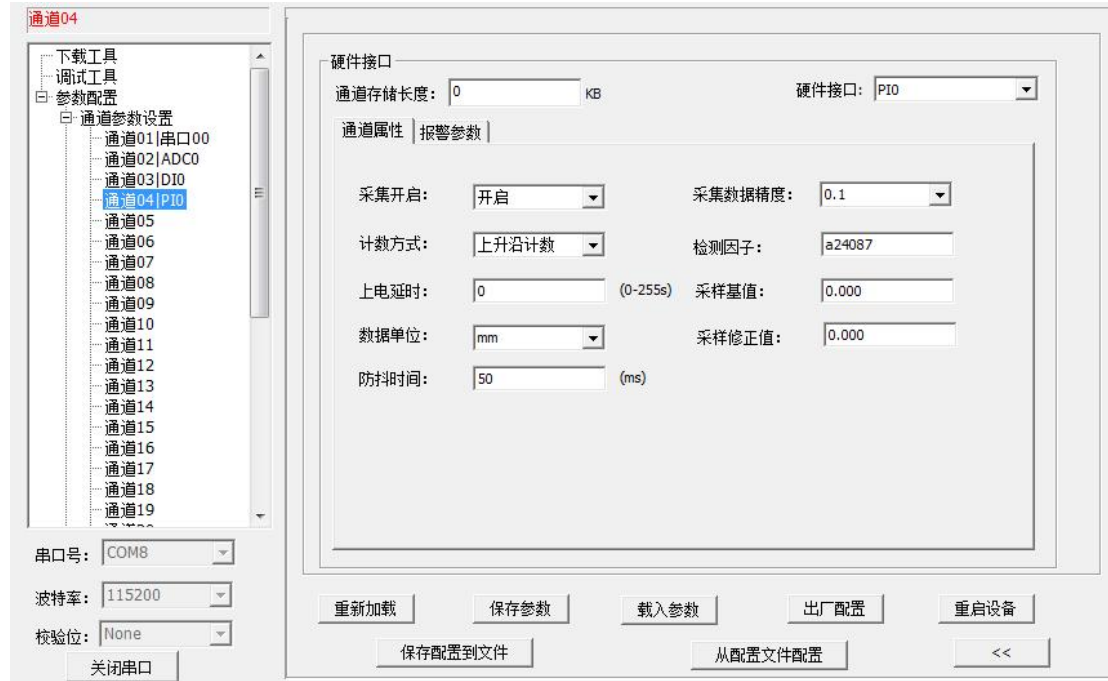 通道04
下载工具
调试工具
参数配置
通道参数设置
通道01|串口00
通道02|ADC0
通道03|DI0
通道04|PI0
通道05
通道06
通道07
通道08
通道09
通道10
通道11
通道12
通道13
通道14
通道15
通道16
通道17
通道18
通道19
串口号: COM8
波特率: 115200
校验位: None
关闭串口
硬件接口
通道存储长度: 0 KB 硬件接口: PI0
通道属性 报警参数
采集开启: 开启 采集数据精度: 0.1
计数方式: 上升沿计数 检测因子: a24087
上电延时: 0 (0-255s) 采样基值: 0.000
数据单位: mm 采样修正值: 0.000
防抖时间: 50 (ms)
重新加载 保存参数 载入参数 出厂配置 重启设备
保存配置到文件 从配置文件配置 <<